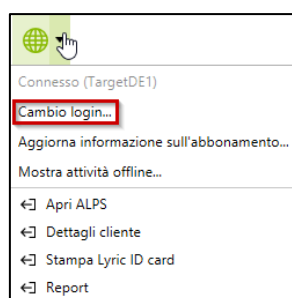 Connesso (TargetDE1)
Cambio login...
Aggiorna informazione sull'abbonamento...
Mostra attività offline...
Apri ALPS
Dettagli cliente
Stampa Lyric ID card
Report